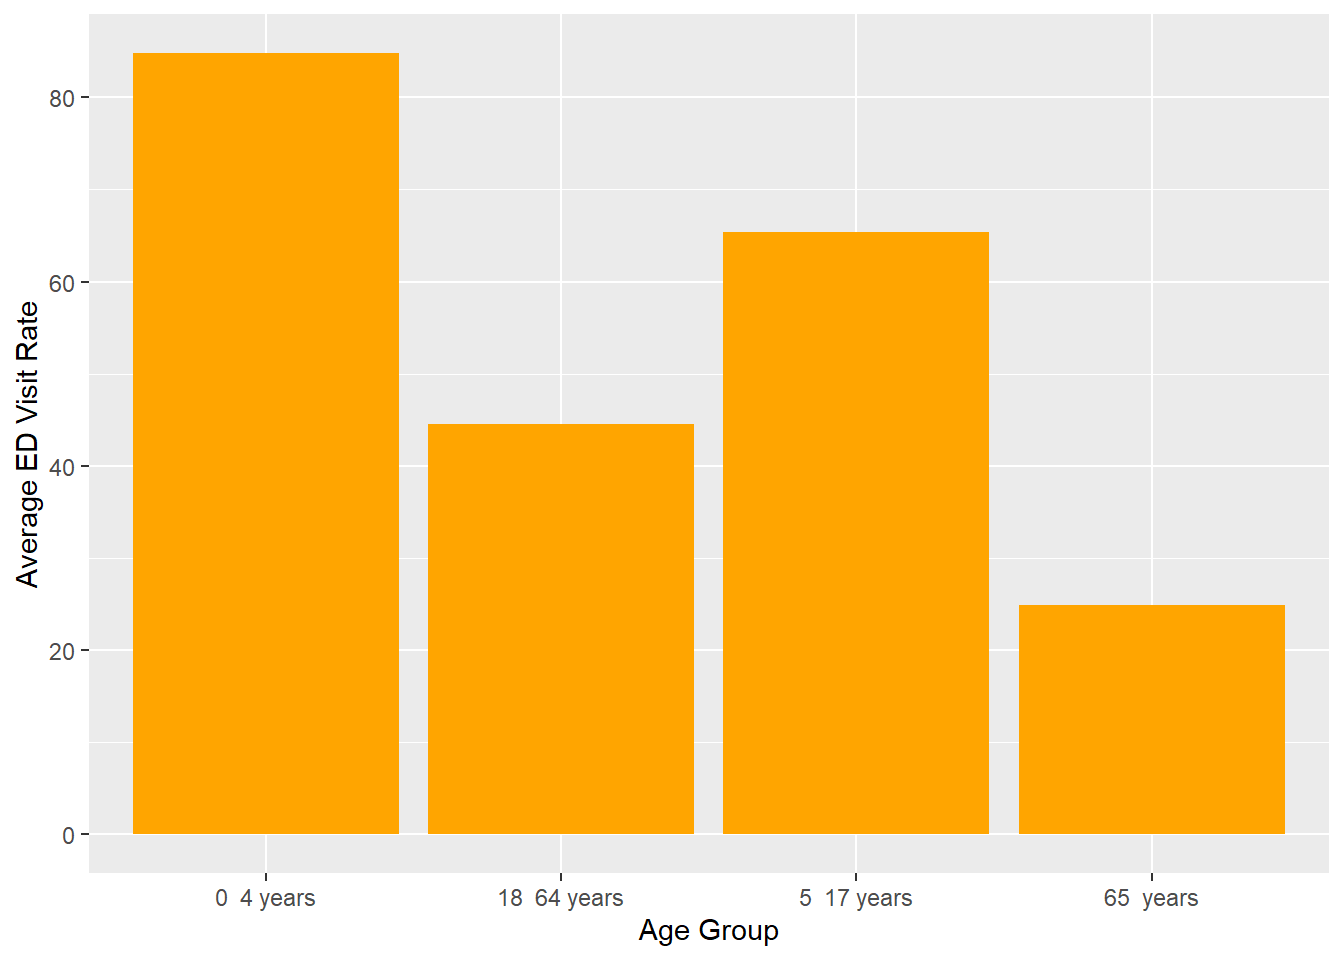 Average ED Visit Rate
80
60
40
20
0
0  4 years
18  64 years
5  17 years
65  years
Age Group